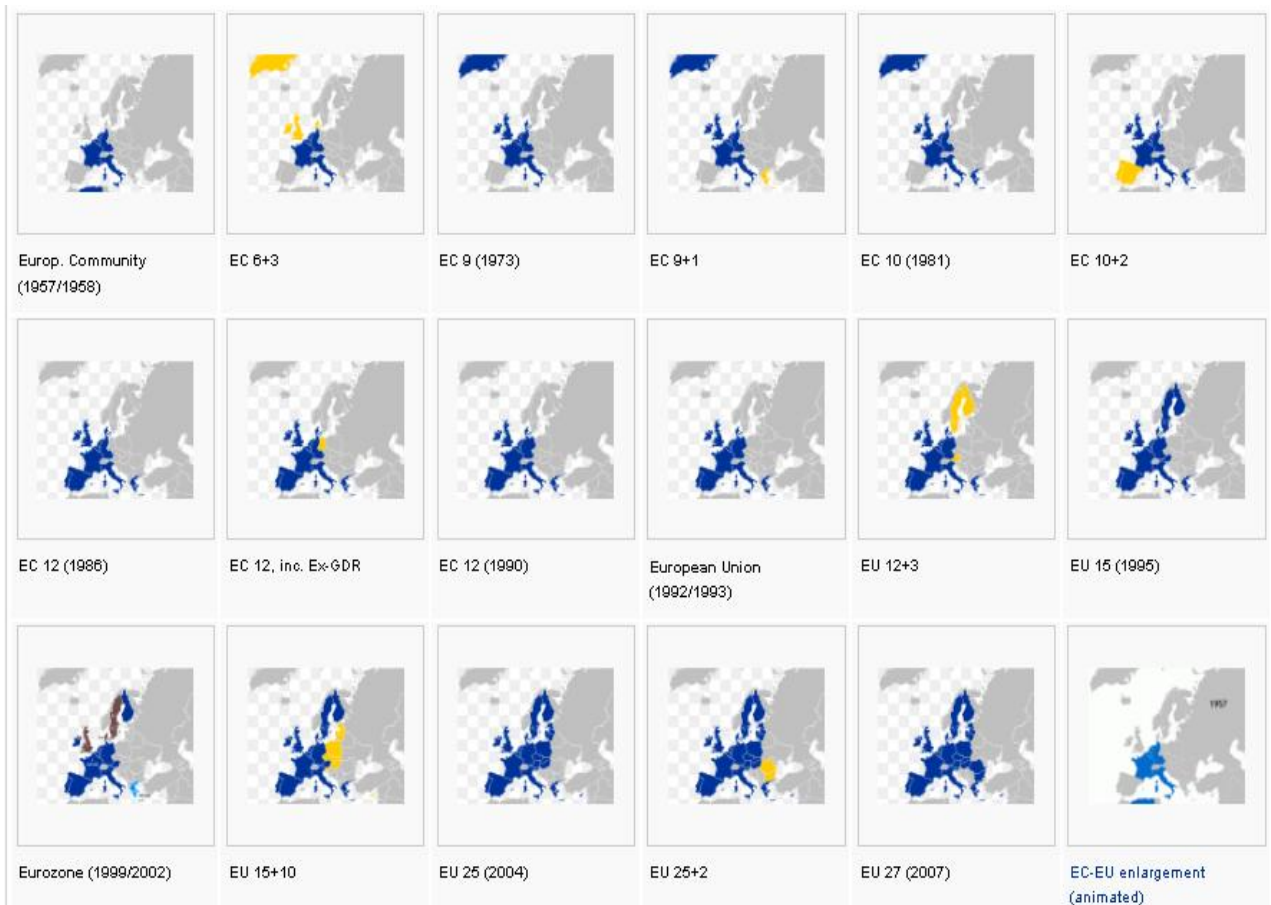 Europ. Community
(1957/1958)
EC 6+3
EC 9 (1973)
EC 9+1
EC 10 (1981)
EC 10+2
EC 12 (1986)
EC 12, inc. Ex-GDR
EC 12 (1990)
European Union
(1992/1993)
EU 12+3
EU 15 (1995)
1957
Eurozone (1999/2002)
EU 15+10
EU 25 (2004)
EU 25+2
EU 27 (2007)
EC-EU enlargement
(animated)